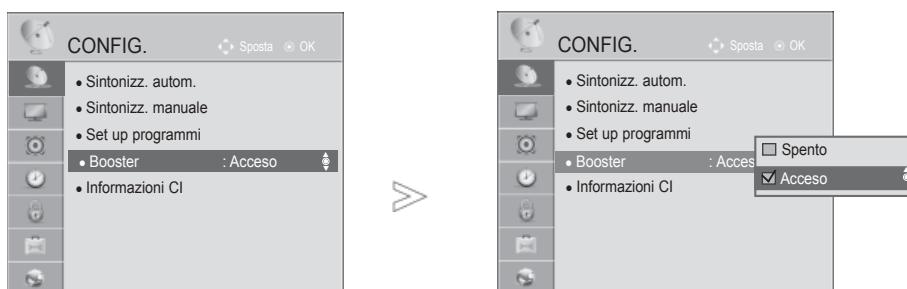 CONFIG. Sposta OK
• Sintonizz. autom.
• Sintonizz. manuale
• Set up programmi
• Booster : Acceso
• Informazioni CI
CONFIG. Sposta OK
• Sintonizz. autom.
• Sintonizz. manuale
• Set up programmi
• Booster : Acces
• Informazioni CI
Spento
Acceso